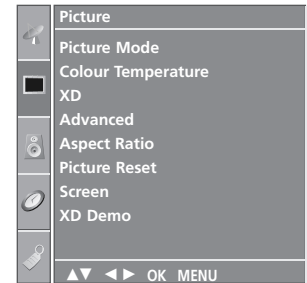 Picture
Picture Mode
Colour Temperature
XD
Advanced
Aspect Ratio
Picture Reset
Screen
XD Demo
▲▼ ◄► OK MENU